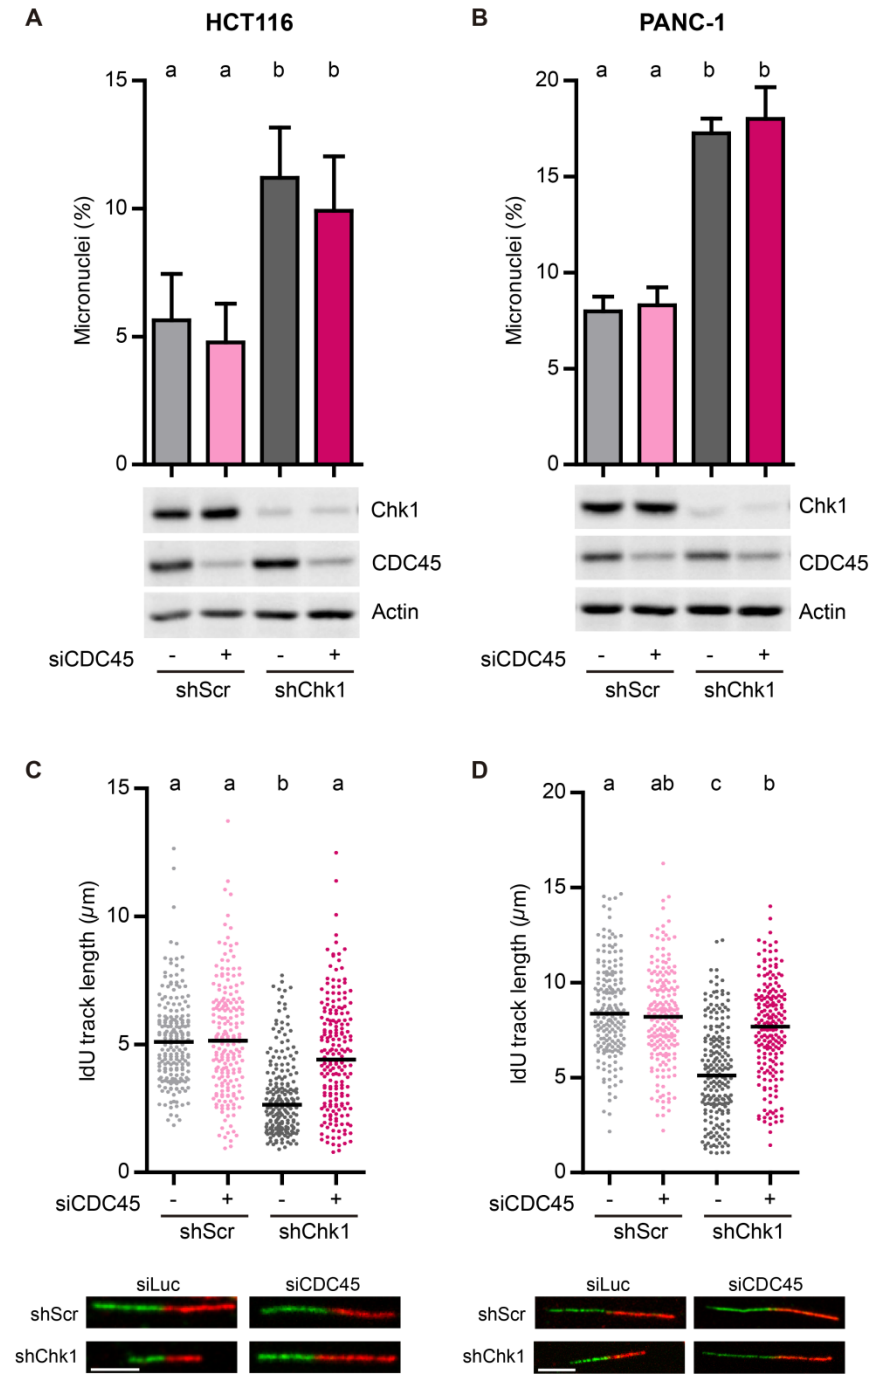 A
HCT116
a a b b
15
10
5
0
Micronuclei (%)
Chk1
CDC45
Actin
siCDC45 - + - +
shScr shChk1
B
PANC-1
a a b b
20
15
10
5
0
Micronuclei (%)
Chk1
CDC45
Actin
siCDC45 - + - +
shScr shChk1
C
a a b a
15
10
5
0
IdU track length (µm)
siCDC45 - + - +
shScr shChk1
siLuc siCDC45
shScr
shChk1
D
a ab c b
20
15
10
5
0
IdU track length (µm)
siCDC45 - + - +
shScr shChk1
siLuc siCDC45
shScr
shChk1